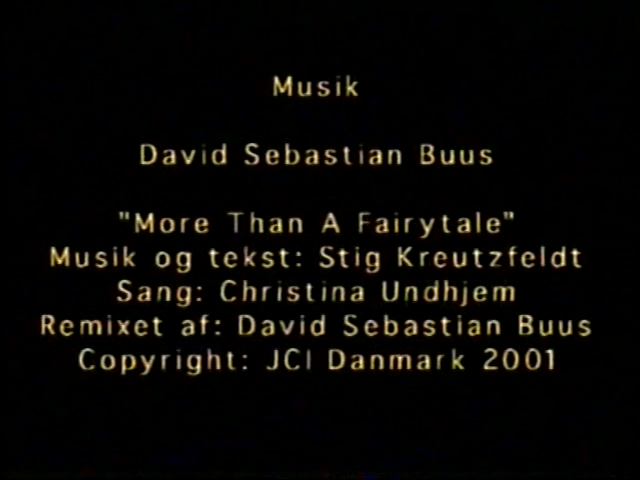 Musik
David Sebastian Buus
"More Than A Fairytale"
Musik og tekst: Stig Kreutzfeldt
Sang: Christina Undhjem
Remixet af: David Sebastian Buus
Copyright: JCI Danmark 2001